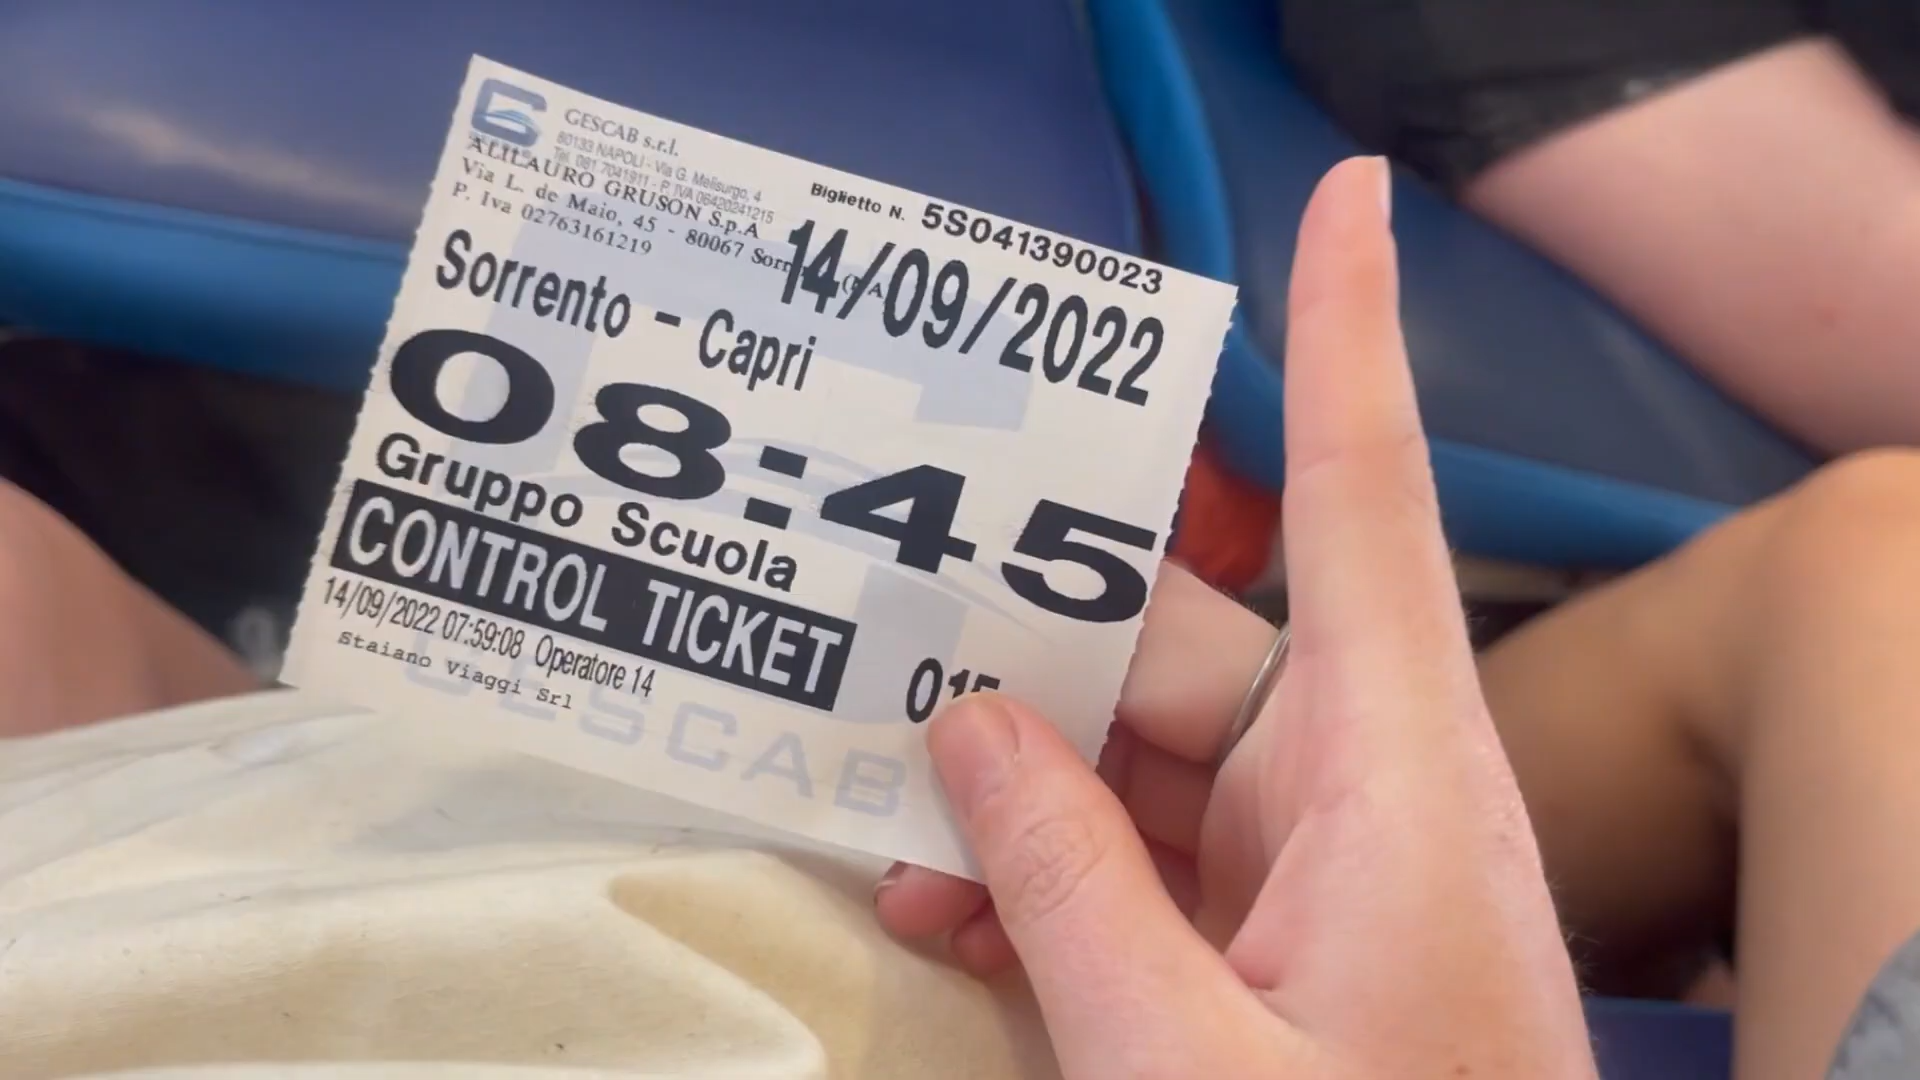 GESCAB s.r.l.
80133 NAPOLI - Via G. Melisurgo, 4
Tel. 081 7041911 - P. IVA 06420241215
ALILAURO GRUSON S.p.A
Via L. de Maio, 45 - 80067
P. Iva 02763161219
Biglietto N. 5S041390023
14/09/2022
Sorrento - Capri
08:45
Gruppo Scuola
CONTROL TICKET
14/09/2022 07:59:08 Operatore 14
Staiano Viaggi Srl
GESCAB